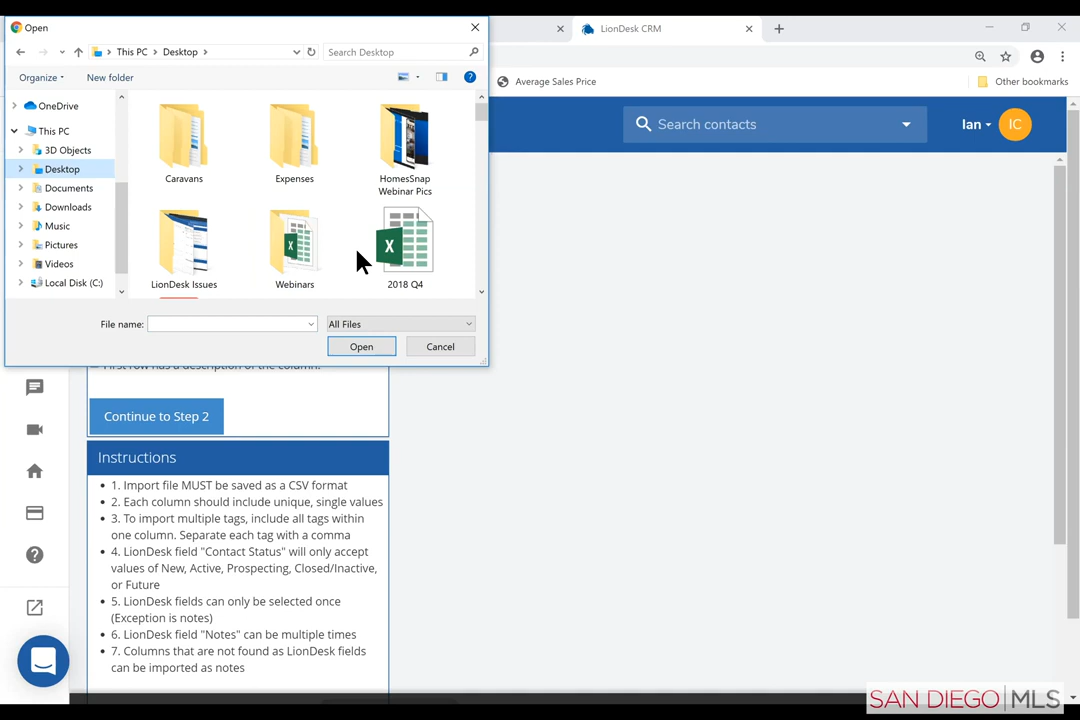 Open
LionDesk CRM
This PC
Desktop
Search Desktop
Organize
New folder
Average Sales Price
Other bookmarks
OneDrive
This PC
3D Objects
Desktop
Documents
Downloads
Music
Pictures
Videos
Local Disk (C:)
Caravans
Expenses
HomesSnap
Webinar Pics
LionDesk Issues
Webinars
2018 Q4
Search contacts
Ian
IC
File name:
All Files
Open
Cancel
First row has a description of the column.
Continue to Step 2
Instructions
1. Import file MUST be saved as a CSV format
2. Each column should include unique, single values
3. To import multiple tags, include all tags within
one column. Separate each tag with a comma
4. LionDesk field "Contact Status" will only accept
values of New, Active, Prospecting, Closed/Inactive,
or Future
5. LionDesk fields can only be selected once
(Exception is notes)
6. LionDesk field "Notes" can be multiple times
7. Columns that are not found as LionDesk fields
can be imported as notes
SAN DIEGO | MLS